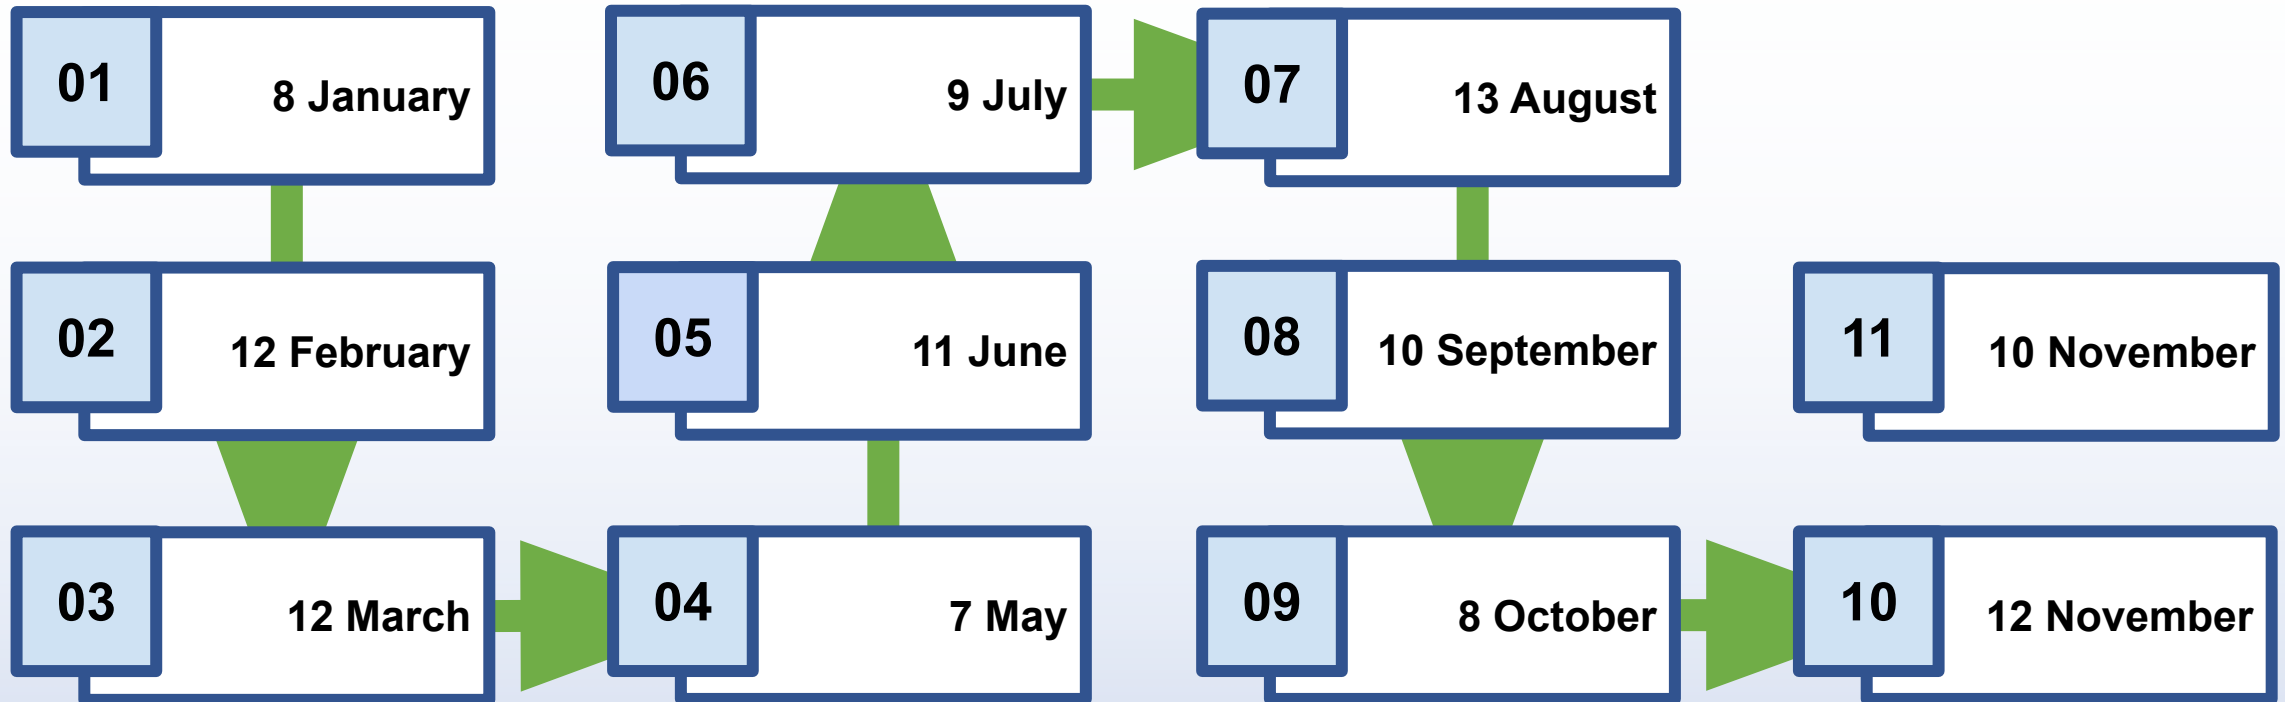 01
8 January
02
12 February
03
12 March
04
7 May
05
11 June
06
9 July
07
13 August
08
10 September
09
8 October
10
12 November
11
10 November